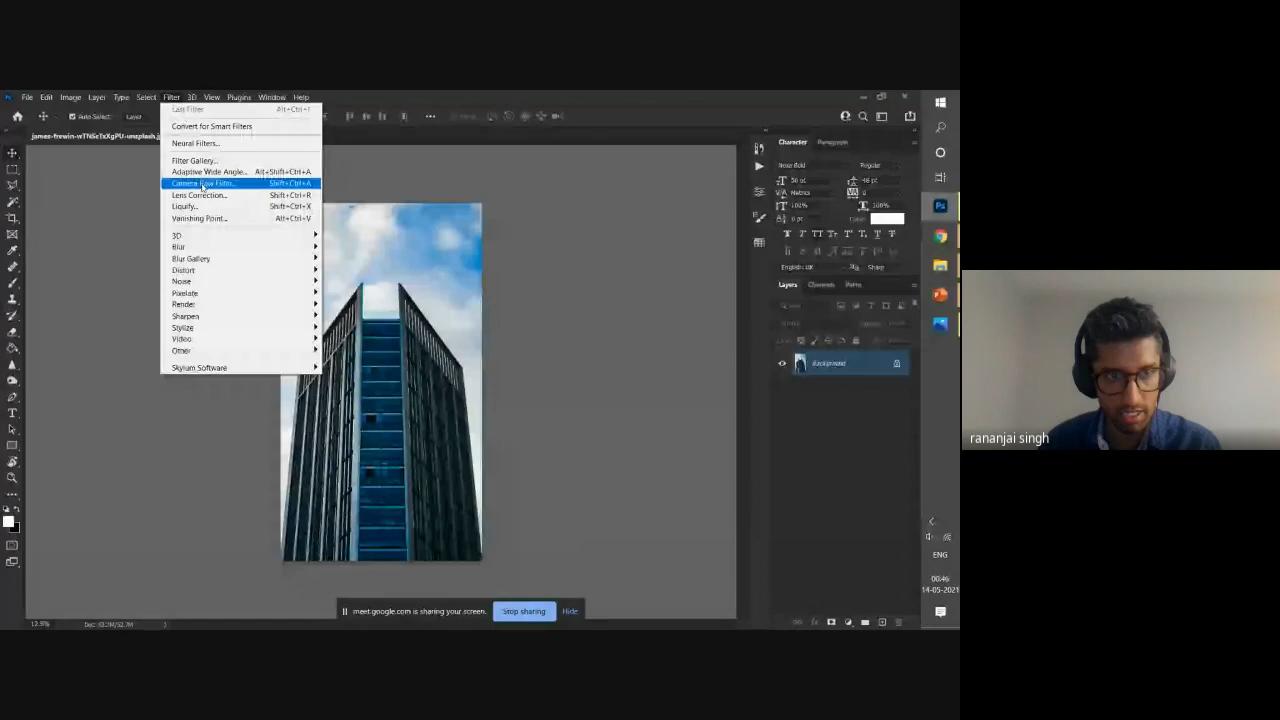 File Edit Image Layer Type Select Filter 3D View Plugins Window Help
Auto-Select: Layer
james-frewin-wTNScTxXgPU-unsplash.j
Last Filter Alt+Ctrl+F
Convert for Smart Filters
Neural Filters...
Filter Gallery...
Adaptive Wide Angle... Alt+Shift+Ctrl+A
Camera Raw Filter... Shift+Ctrl+A
Lens Correction... Shift+Ctrl+R
Liquify... Shift+Ctrl+X
Vanishing Point... Alt+Ctrl+V
3D
Blur
Blur Gallery
Distort
Noise
Pixelate
Render
Sharpen
Stylize
Video
Other
Skylum Software
Character Paragraph
Regular
Metrics
100% 100%
0 pt Color:
English: UK Sharp
Layers Channels Paths
Background
meet.google.com is sharing your screen. Stop sharing Hide
ENG
00:46
14-05-2021
rananjai singh